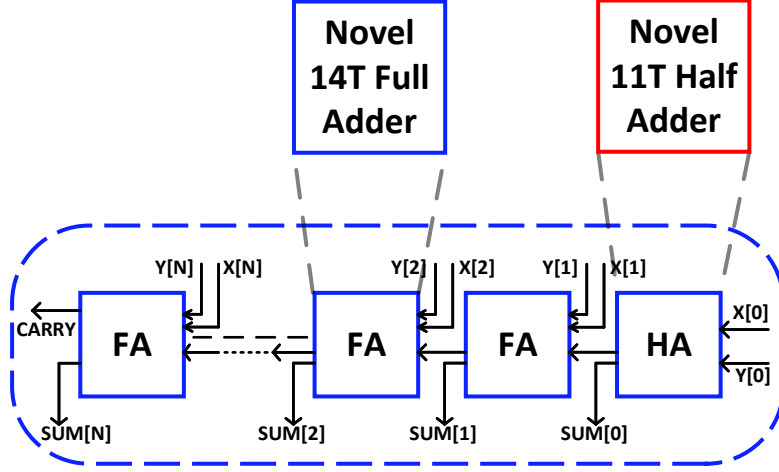 Novel
14T Full
Adder
Novel
11T Half
Adder
Y[N] X[N]
Y[2] X[2]
Y[1] X[1]
X[0]
Y[0]
CARRY
FA
FA
FA
HA
SUM[N]
SUM[2]
SUM[1]
SUM[0]